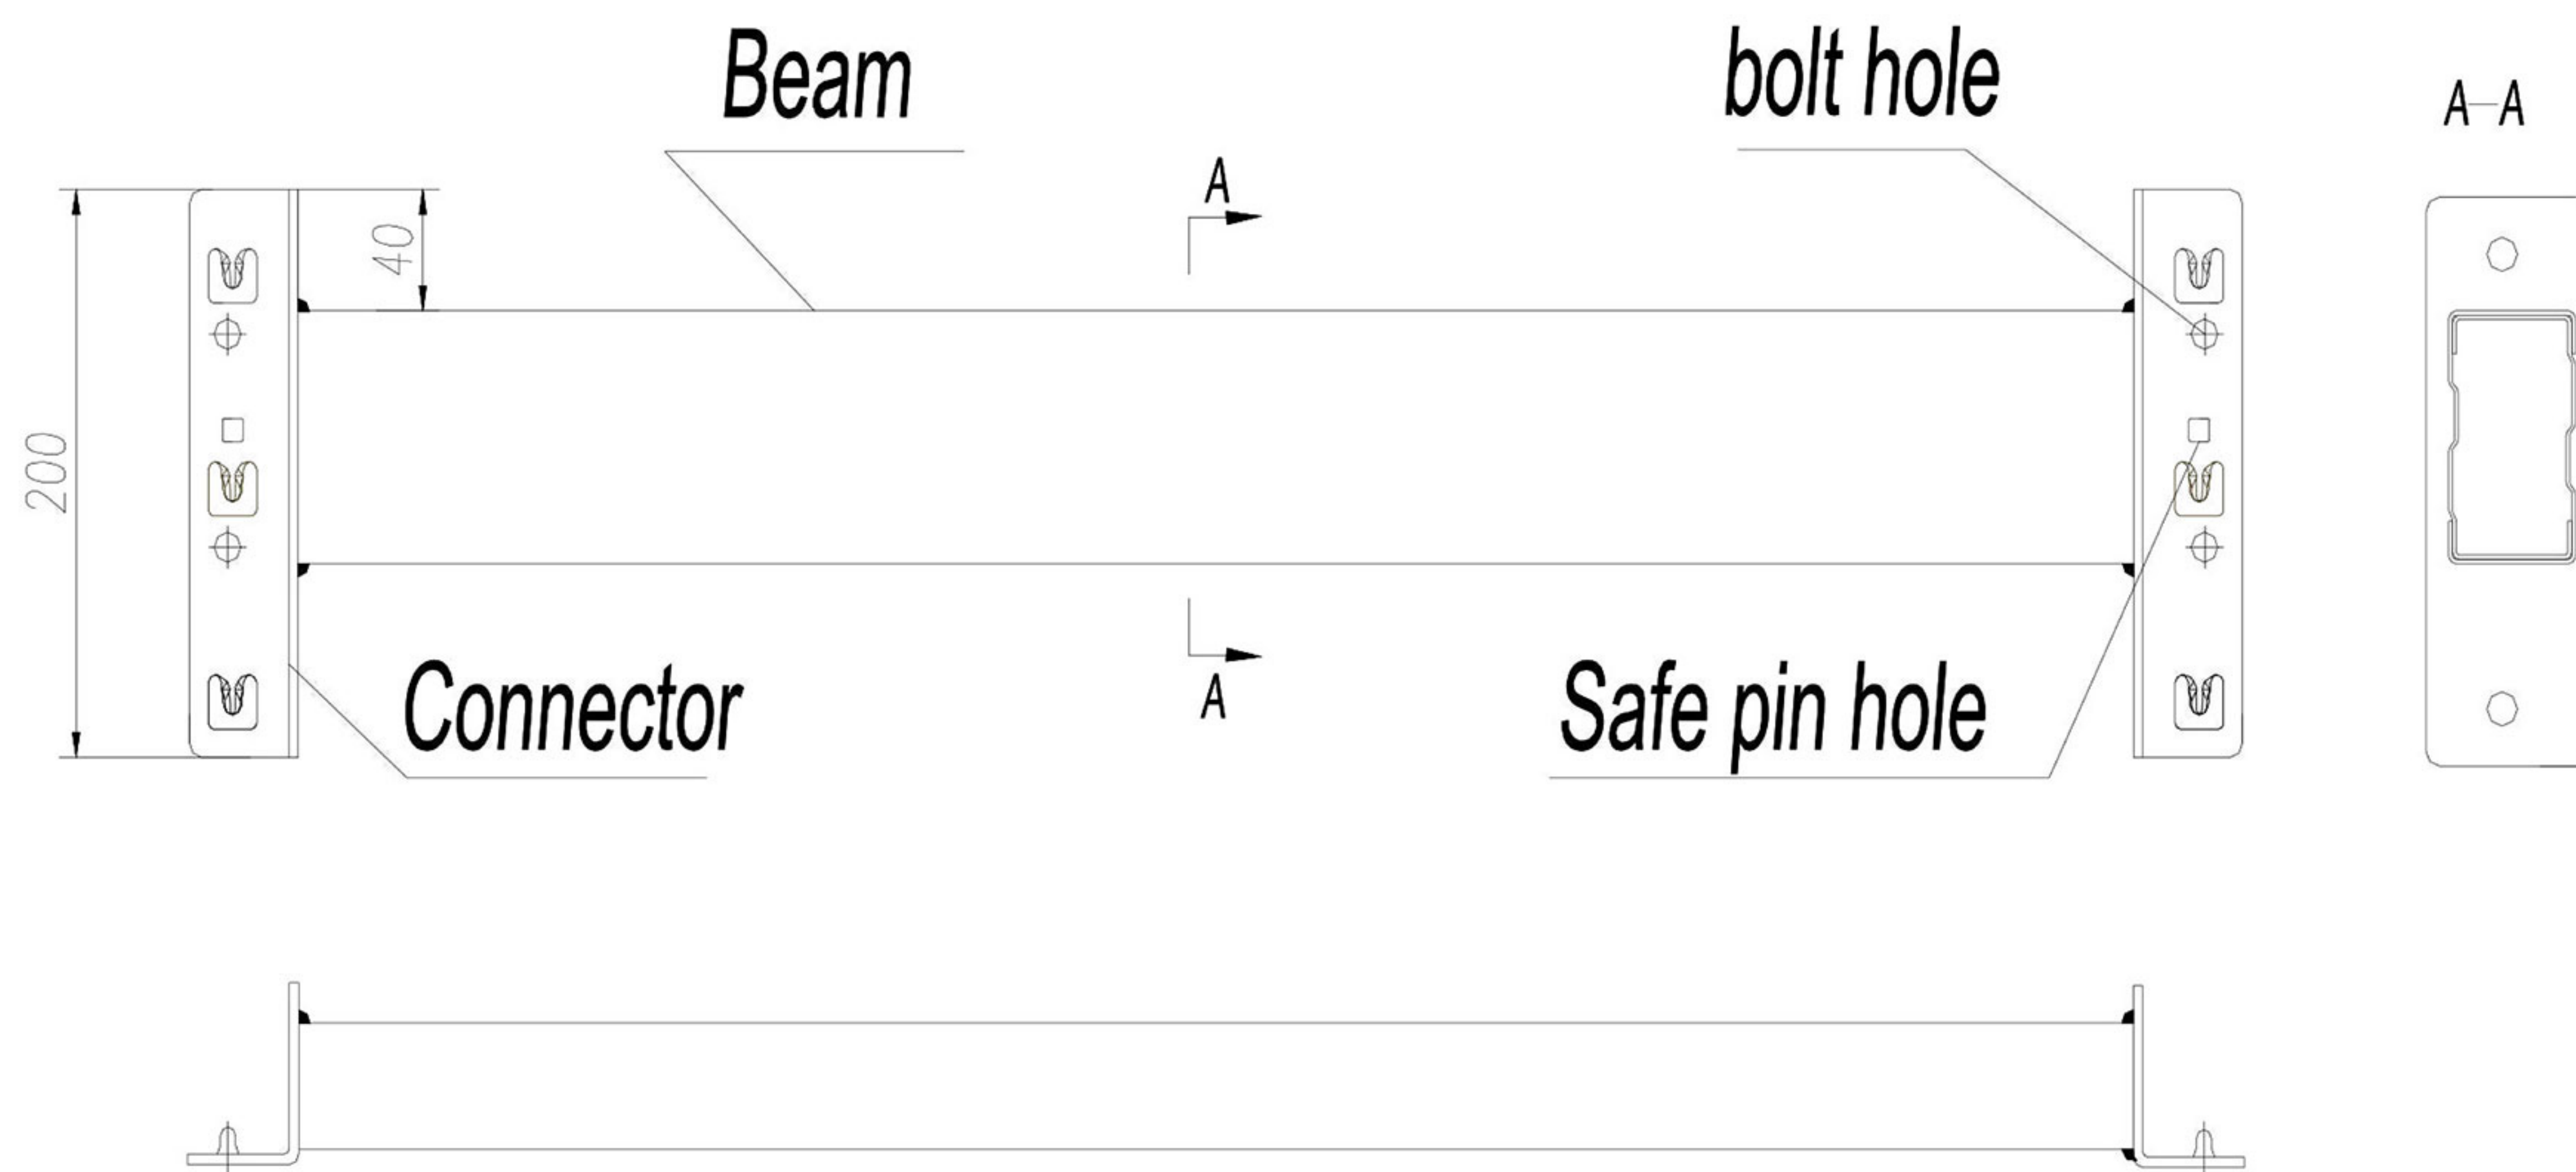 Beam
bolt hole
A—A
A
40
200
A
Connector
Safe pin hole